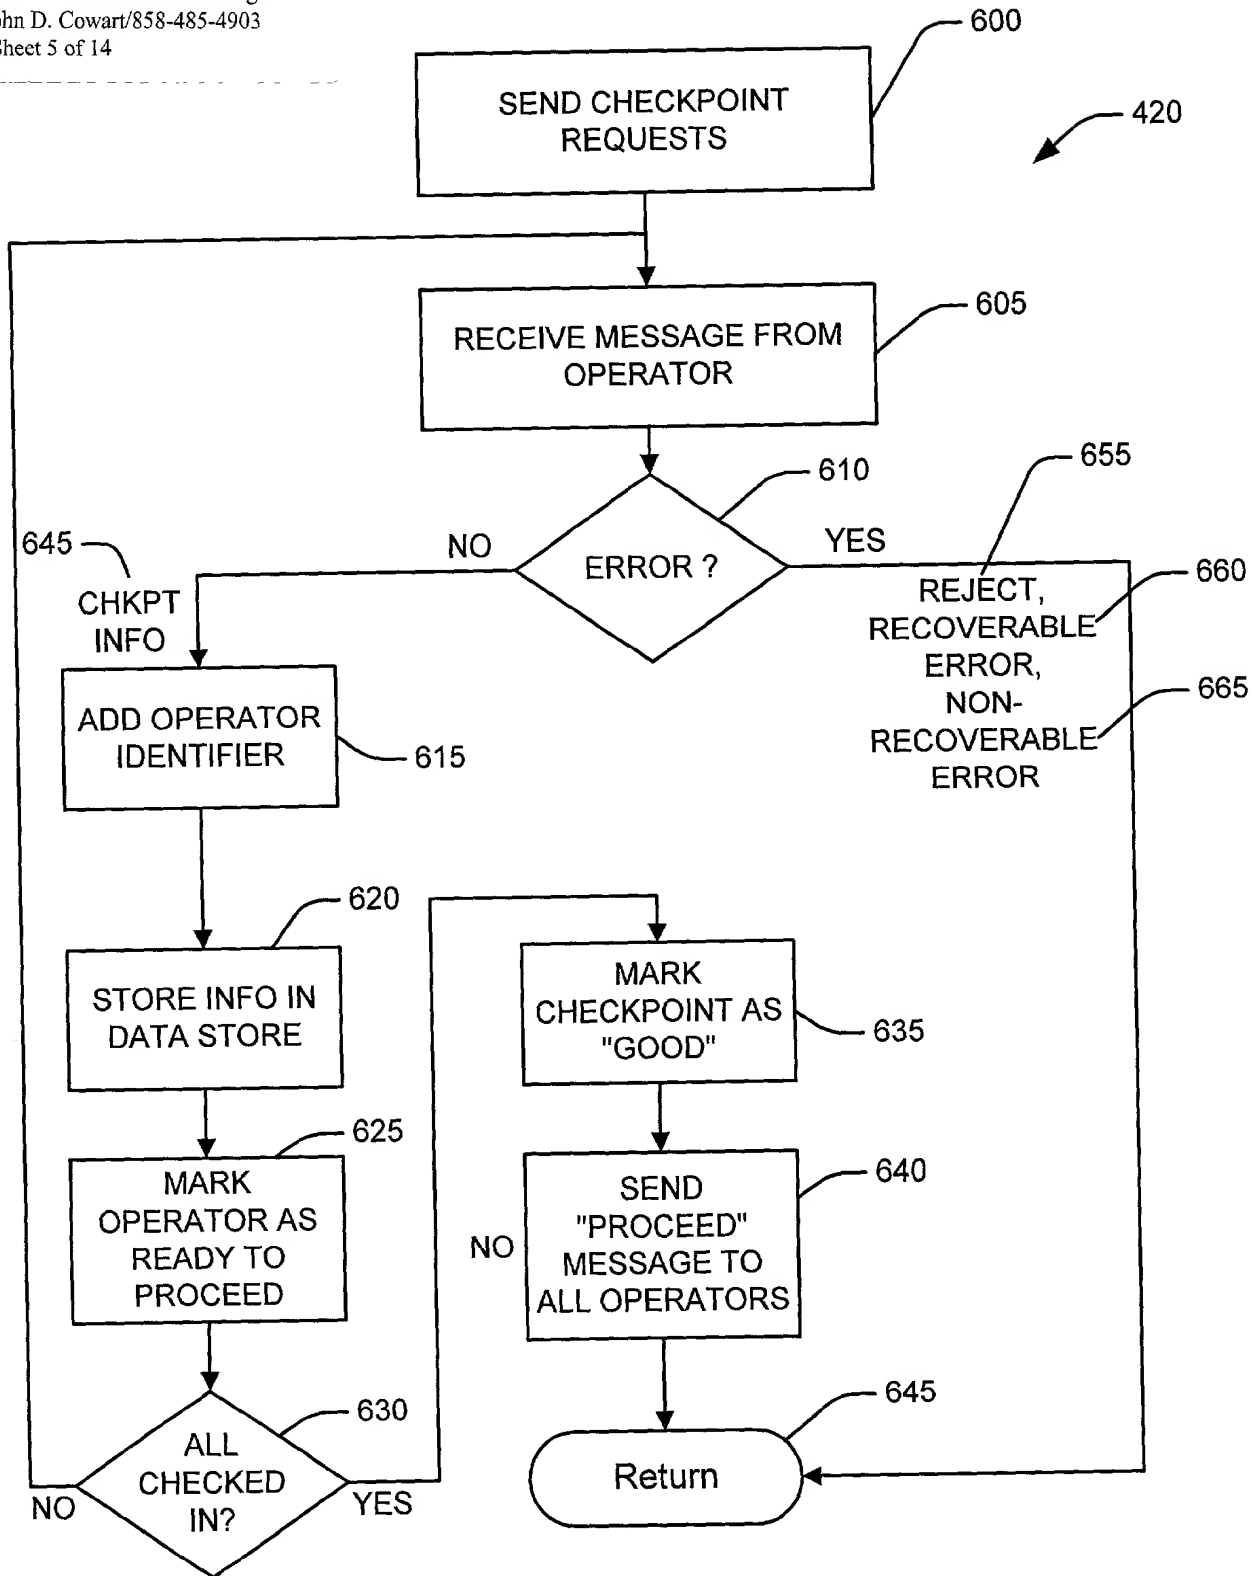 John D. Cowart/858-485-4903
Sheet 5 of 14
600
SEND CHECKPOINT
REQUESTS
420
605
RECEIVE MESSAGE FROM
OPERATOR
610
655
645
NO
ERROR ?
YES
CHKPT
INFO
REJECT,
RECOVERABLE
ERROR,
NON-
RECOVERABLE
ERROR
660
665
ADD OPERATOR
IDENTIFIER
615
620
STORE INFO IN
DATA STORE
MARK
CHECKPOINT AS
"GOOD"
635
625
MARK
OPERATOR AS
READY TO
PROCEED
NO
SEND
"PROCEED"
MESSAGE TO
ALL OPERATORS
640
630
ALL
CHECKED
IN?
NO
YES
645
Return